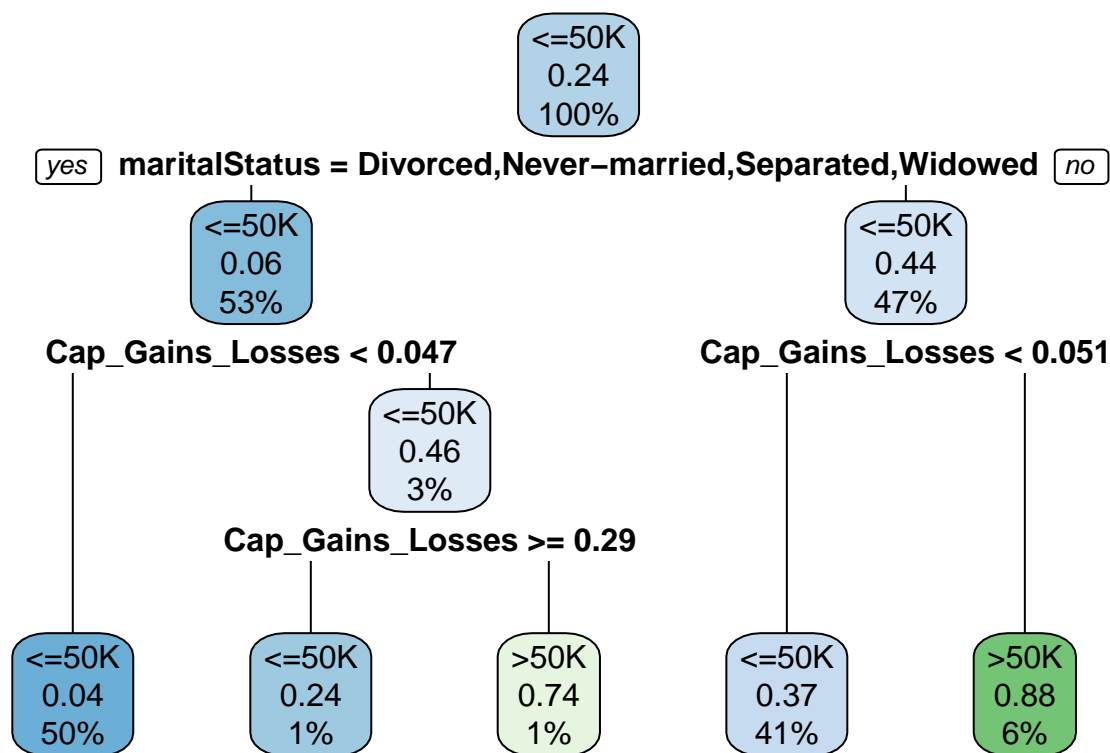 <=50K
0.24
100%
yes maritalStatus = Divorced,Never−married,Separated,Widowed no
<=50K
0.06
53%
<=50K
0.44
47%
Cap_Gains_Losses < 0.047
Cap_Gains_Losses < 0.051
<=50K
0.46
3%
Cap_Gains_Losses >= 0.29
<=50K
0.04
50%
<=50K
0.24
1%
>50K
0.74
1%
<=50K
0.37
41%
>50K
0.88
6%